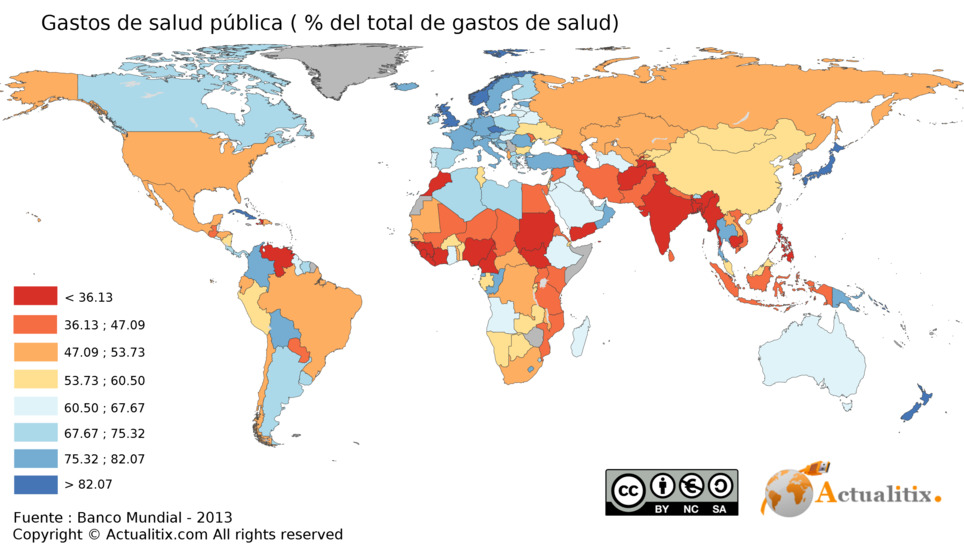 Gastos de salud pública ( % del total de gastos de salud)
< 36.13
36.13 ; 47.09
47.09 ; 53.73
53.73 ; 60.50
60.50 ; 67.67
67.67 ; 75.32
75.32 ; 82.07
> 82.07
Fuente : Banco Mundial - 2013
Copyright © Actualitix.com All rights reserved
cc
BY NC SA
Actualitix.